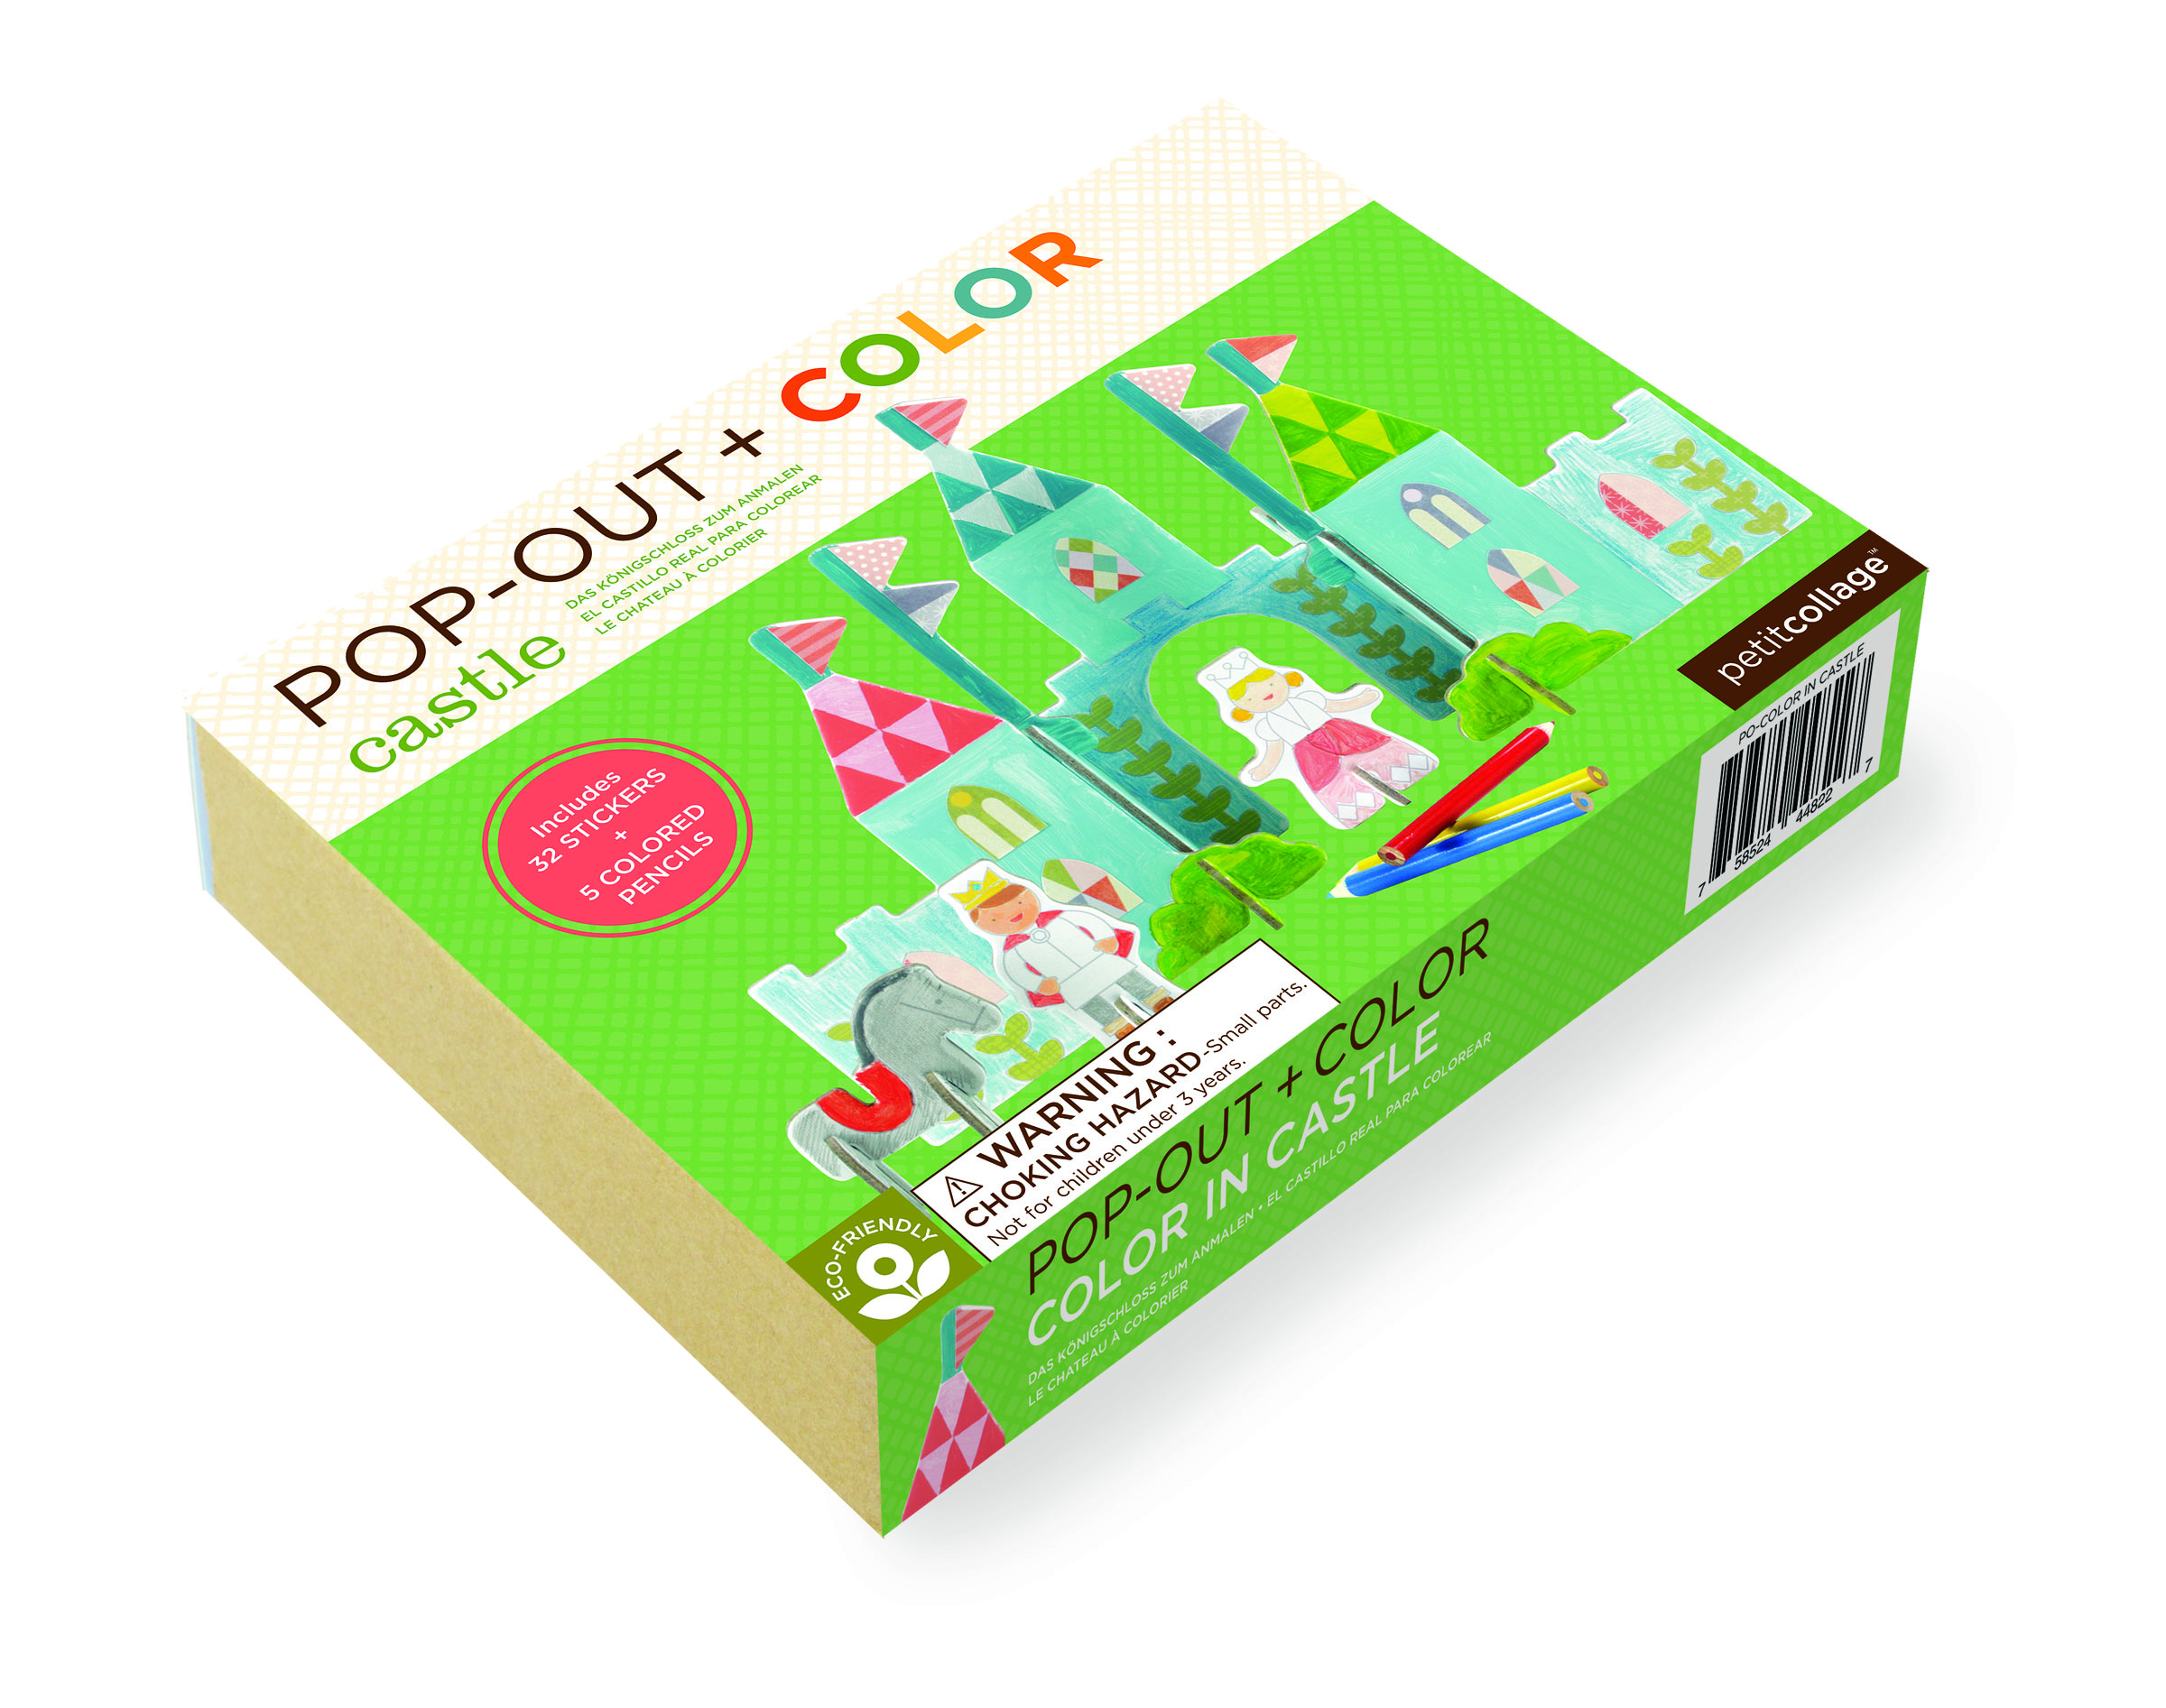 POP-OUT + COLOR
castle
DAS KÖNIGSCHLOSS ZUM ANMALEN
EL CASTILLO REAL PARA COLOREAR
LE CHATEAU À COLORIER
Includes
32 STICKERS
+
5 COLORED
PENCILS
petitcollage™
PO-COLOR IN CASTLE
7 58524 44822 7
WARNING :
CHOKING HAZARD-Small parts.
Not for children under 3 years.
ECO-FRIENDLY
POP-OUT + COLOR
COLOR IN CASTLE
DAS KÖNIGSCHLOSS ZUM ANMALEN • EL CASTILLO REAL PARA COLOREAR
LE CHATEAU À COLORIER